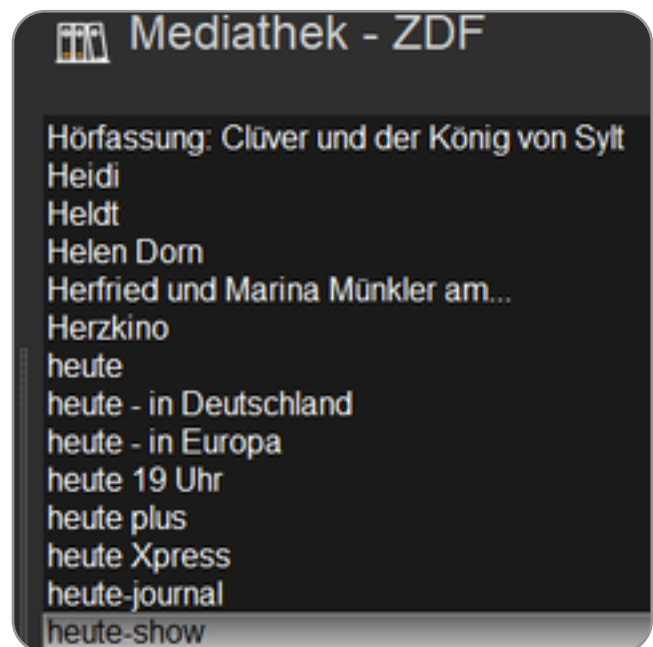 Mediathek - ZDF
Hörfassung: Clüver und der König von Sylt
Heidi
Heldt
Helen Dorn
Herfried und Marina Münkler am...
Herzkino
heute
heute - in Deutschland
heute - in Europa
heute 19 Uhr
heute plus
heute Xpress
heute-journal
heute-show